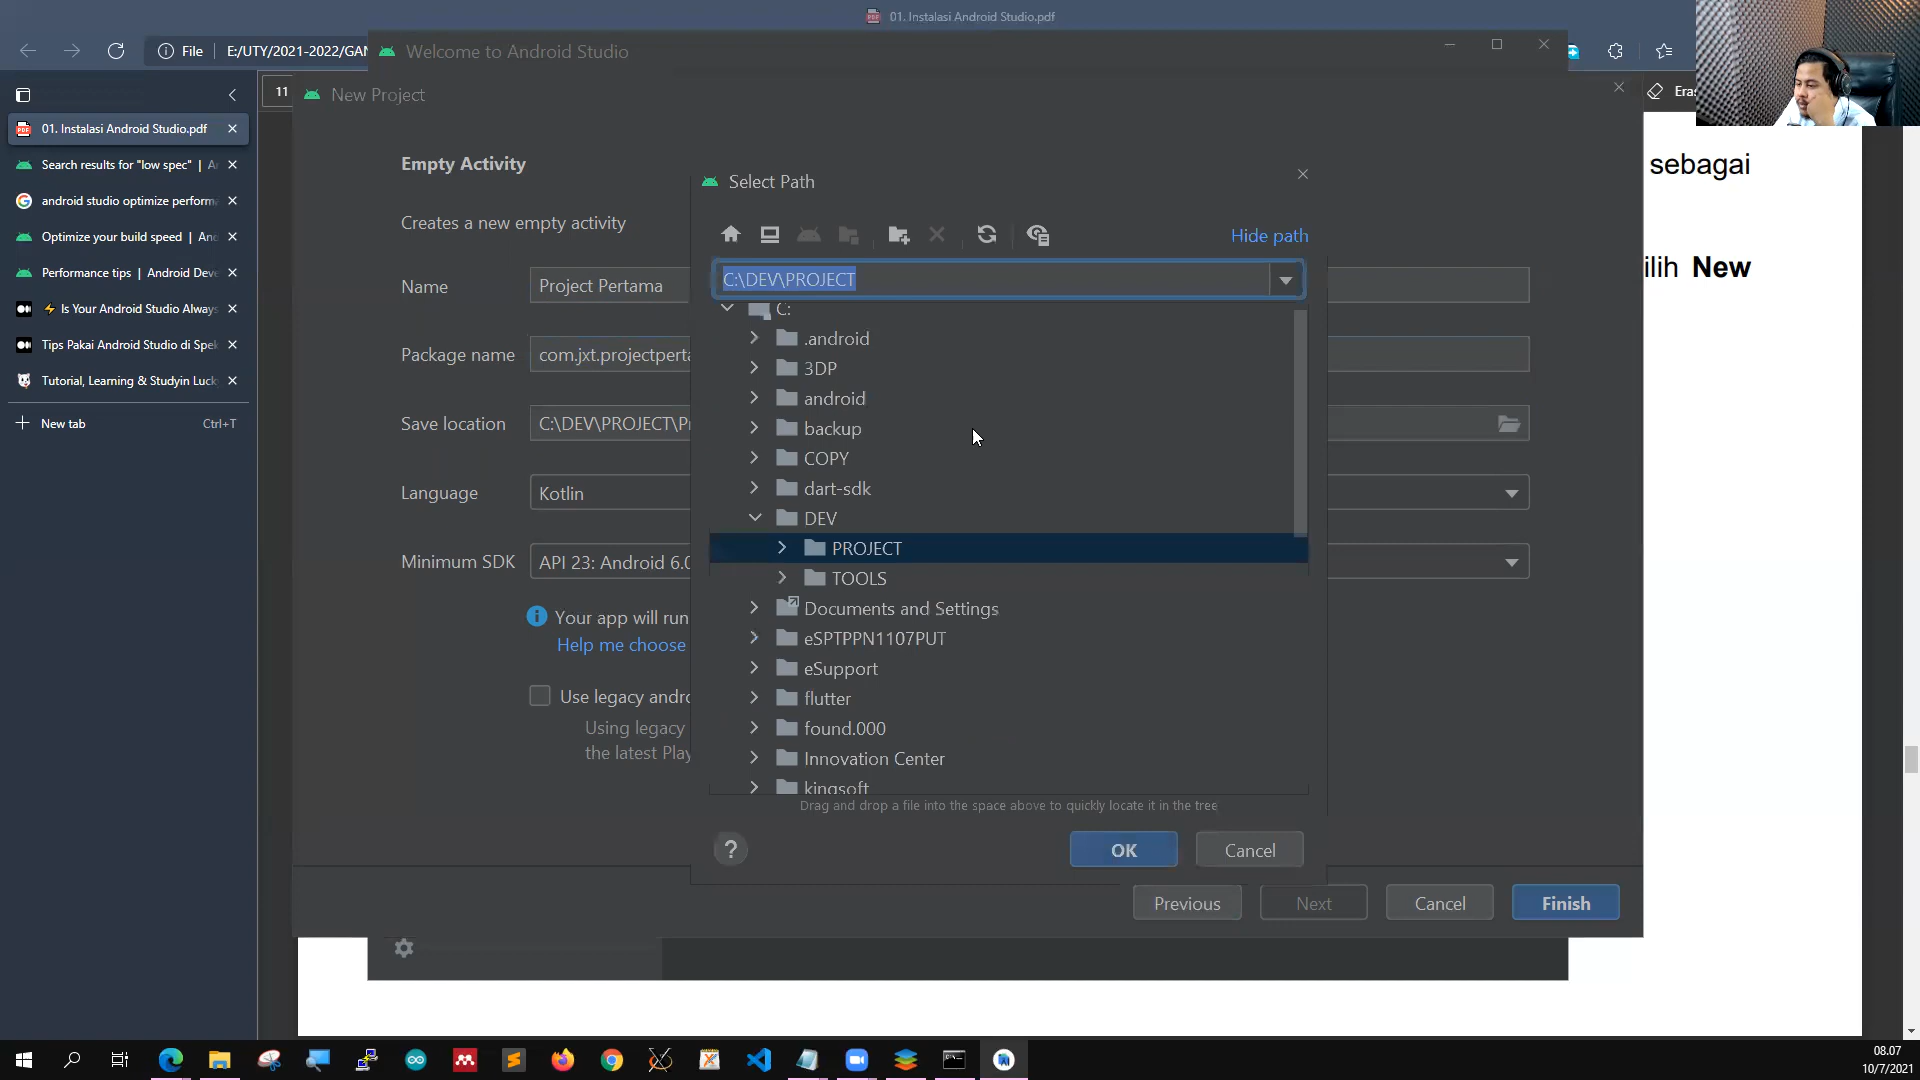 01. Instalasi Android Studio.pdf
File
E:/UTY/2021-2022/GAN
Welcome to Android Studio
01. Instalasi Android Studio.pdf
Search results for "low spec" | A
android studio optimize perform
Optimize your build speed | And
Performance tips | Android Deve
⚡ Is Your Android Studio Always
Tips Pakai Android Studio di Spe
Tutorial, Learning & Studyin Luck
New tab
Ctrl+T
11
New Project
Eras
sebagai
ilih New
Empty Activity
Creates a new empty activity
Name
Project Pertama
Package name
com.jxt.projectperta
Save location
C:\DEV\PROJECT\P
Language
Kotlin
Minimum SDK
API 23: Android 6.0
Your app will run
Help me choose
Use legacy andro
Using legacy
the latest Play
Select Path
Hide path
C:\DEV\PROJECT
C:
.android
3DP
android
backup
COPY
dart-sdk
DEV
PROJECT
TOOLS
Documents and Settings
eSPTPPN1107PUT
eSupport
flutter
found.000
Innovation Center
kingsoft
Drag and drop a file into the space above to quickly locate it in the tree
?
OK
Cancel
Previous
Next
Cancel
Finish
08.07
10/7/2021